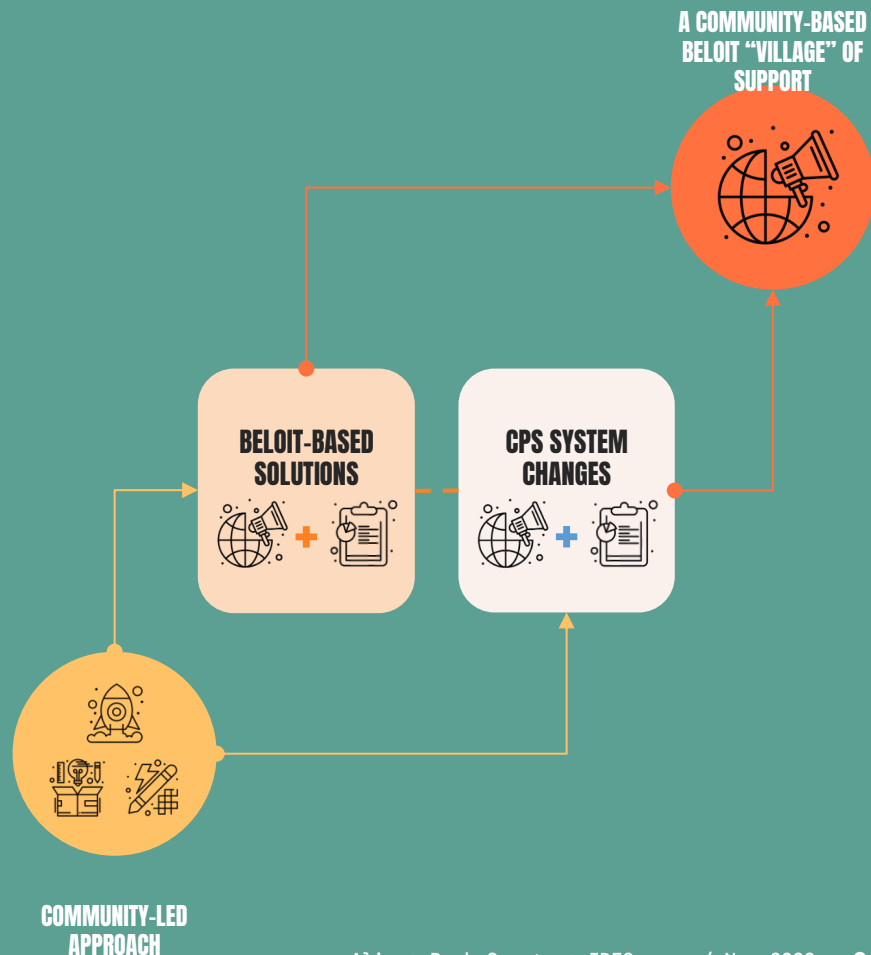 A COMMUNITY-BASED
BELOIT “VILLAGE” OF
SUPPORT
BELOIT-BASED
SOLUTIONS
CPS SYSTEM
CHANGES
COMMUNITY-LED
APPROACH